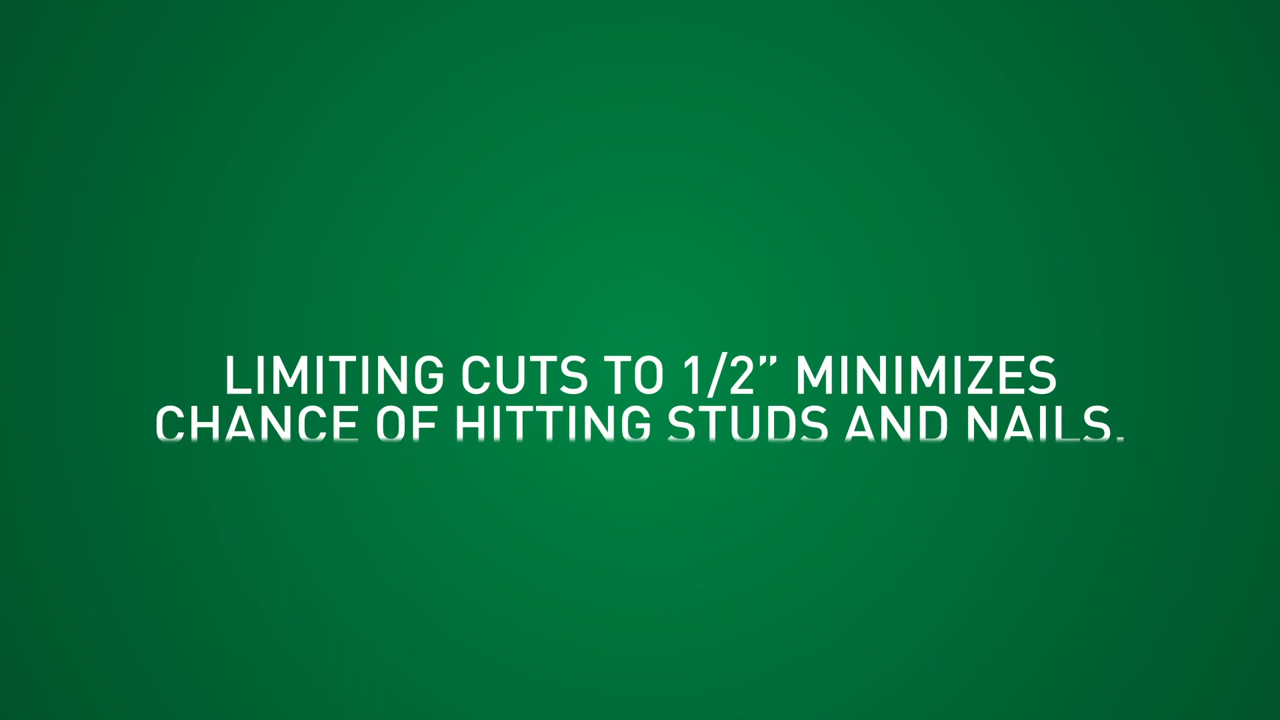 LIMITING CUTS TO 1/2” MINIMIZES
CHANCE OF HITTING STUDS AND NAILS.